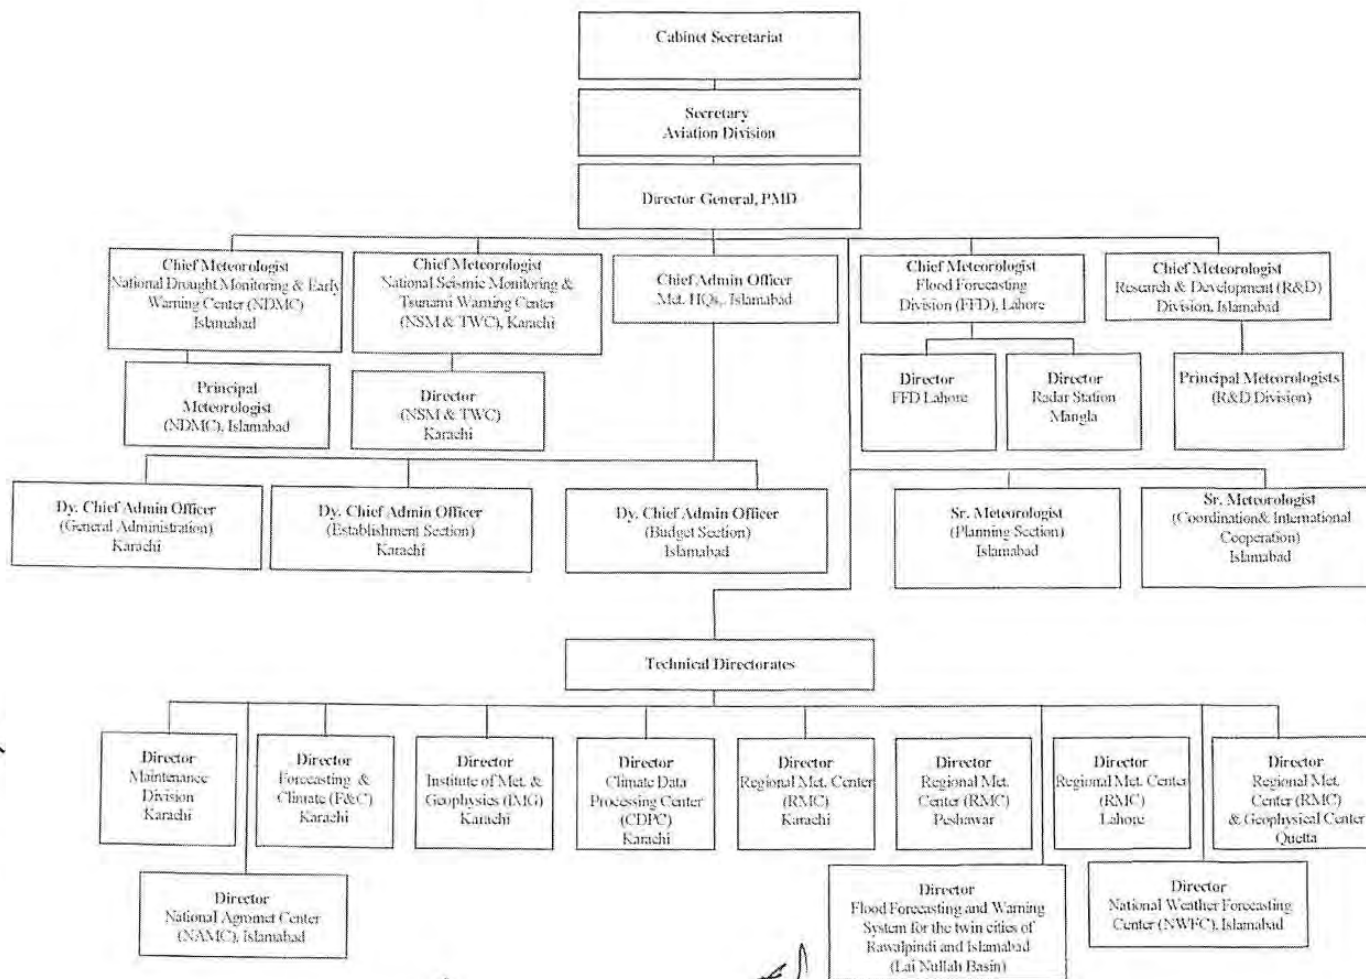 Cabinet Secretariat
Secretary
Aviation Division
Director General, PMD
Chief Meteorologist
National Drought Monitoring & Early
Warning Center (NDMC)
Islamabad
Chief Meteorologist
National Seismic Monitoring &
Tsunami Warning Center
(NSM & TWC), Karachi
Chief Admin Officer
Met. HQs,. Islamabad
Chief Meteorologist
Flood Forecasting
Division (FFD), Lahore
Chief Meteorologist
Research & Development (R&D)
Division, Islamabad
Principal
Meteorologist
(NDMC), Islamabad
Director
(NSM & TWC)
Karachi
Director
FFD Lahore
Director
Radar Station
Mangla
Principal Meteorologists
(R&D Division)
Dy. Chief Admin Officer
(General Administration)
Karachi
Dy. Chief Admin Officer
(Establishment Section)
Karachi
Dy. Chief Admin Officer
(Budget Section)
Islamabad
Sr. Meteorologist
(Planning Section)
Islamabad
Sr. Meteorologist
(Coordination& International
Cooperation)
Islamabad
Technical Directorates
Director
Maintenance
Division
Karachi
Director
Forecasting &
Climate (F&C)
Karachi
Director
Institute of Met. &
Geophysics (IMG)
Karachi
Director
Climate Data
Processing Center
(CDPC)
Karachi
Director
Regional Met. Center
(RMC)
Karachi
Director
Regional Met.
Center (RMC)
Peshawar
Director
Regional Met. Center
(RMC)
Lahore
Director
Regional Met.
Center (RMC)
& Geophysical Center
Quetta
Director
National Agromet Center
(NAMC), Islamabad
Director
Flood Forecasting and Warning
System for the twin cities of
Rawalpindi and Islamabad
(Lai Nullah Basin)
Director
National Weather Forecasting
Center (NWFC), Islamabad